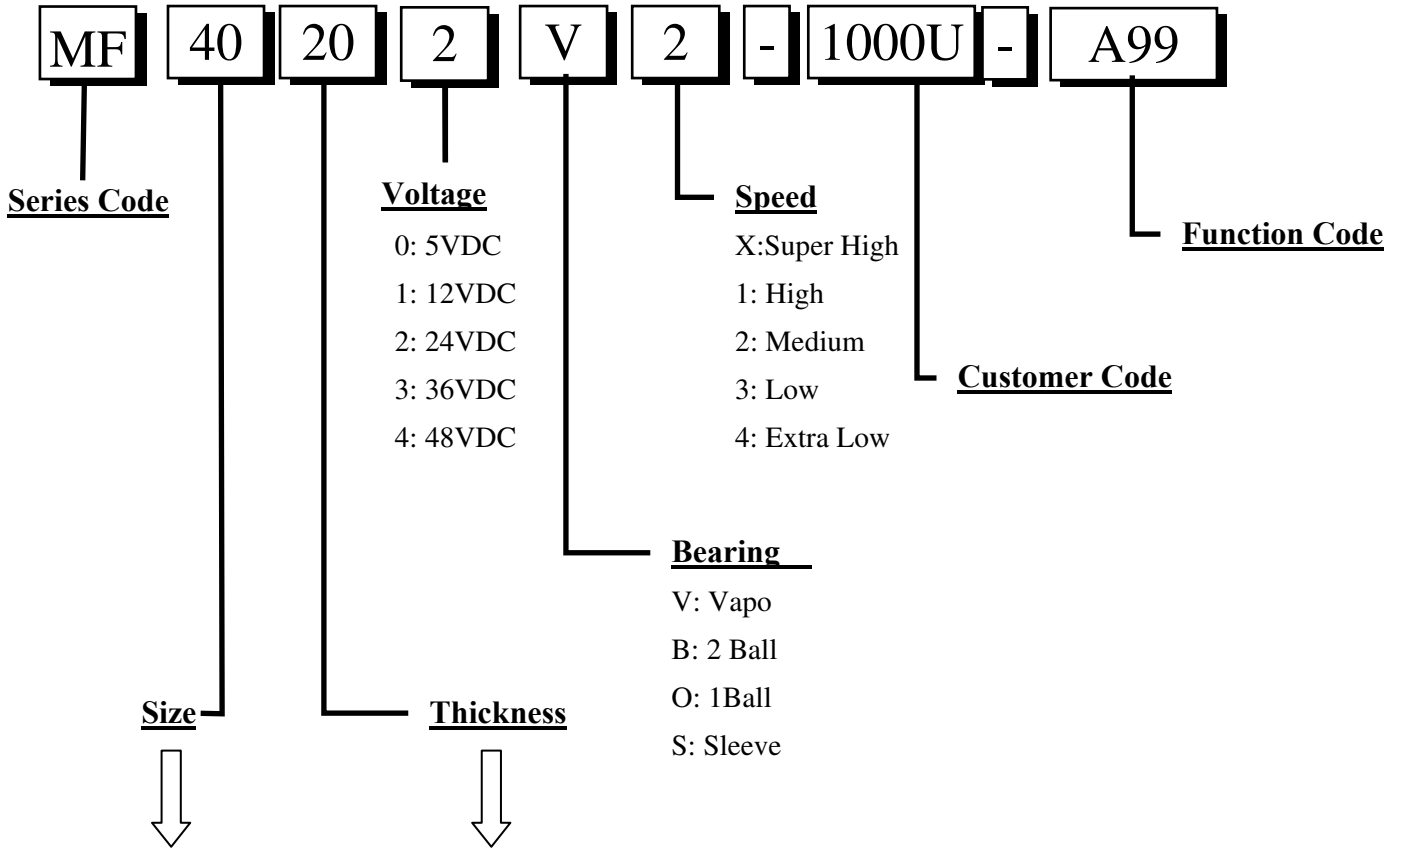 MF 40 20 2 V 2 - 1000U - A99
Series Code
Voltage
0: 5VDC
1: 12VDC
2: 24VDC
3: 36VDC
4: 48VDC
Speed
X:Super High
1: High
2: Medium
3: Low
4: Extra Low
Function Code
Customer Code
Bearing
V: Vapo
B: 2 Ball
O: 1Ball
S: Sleeve
Size
Thickness